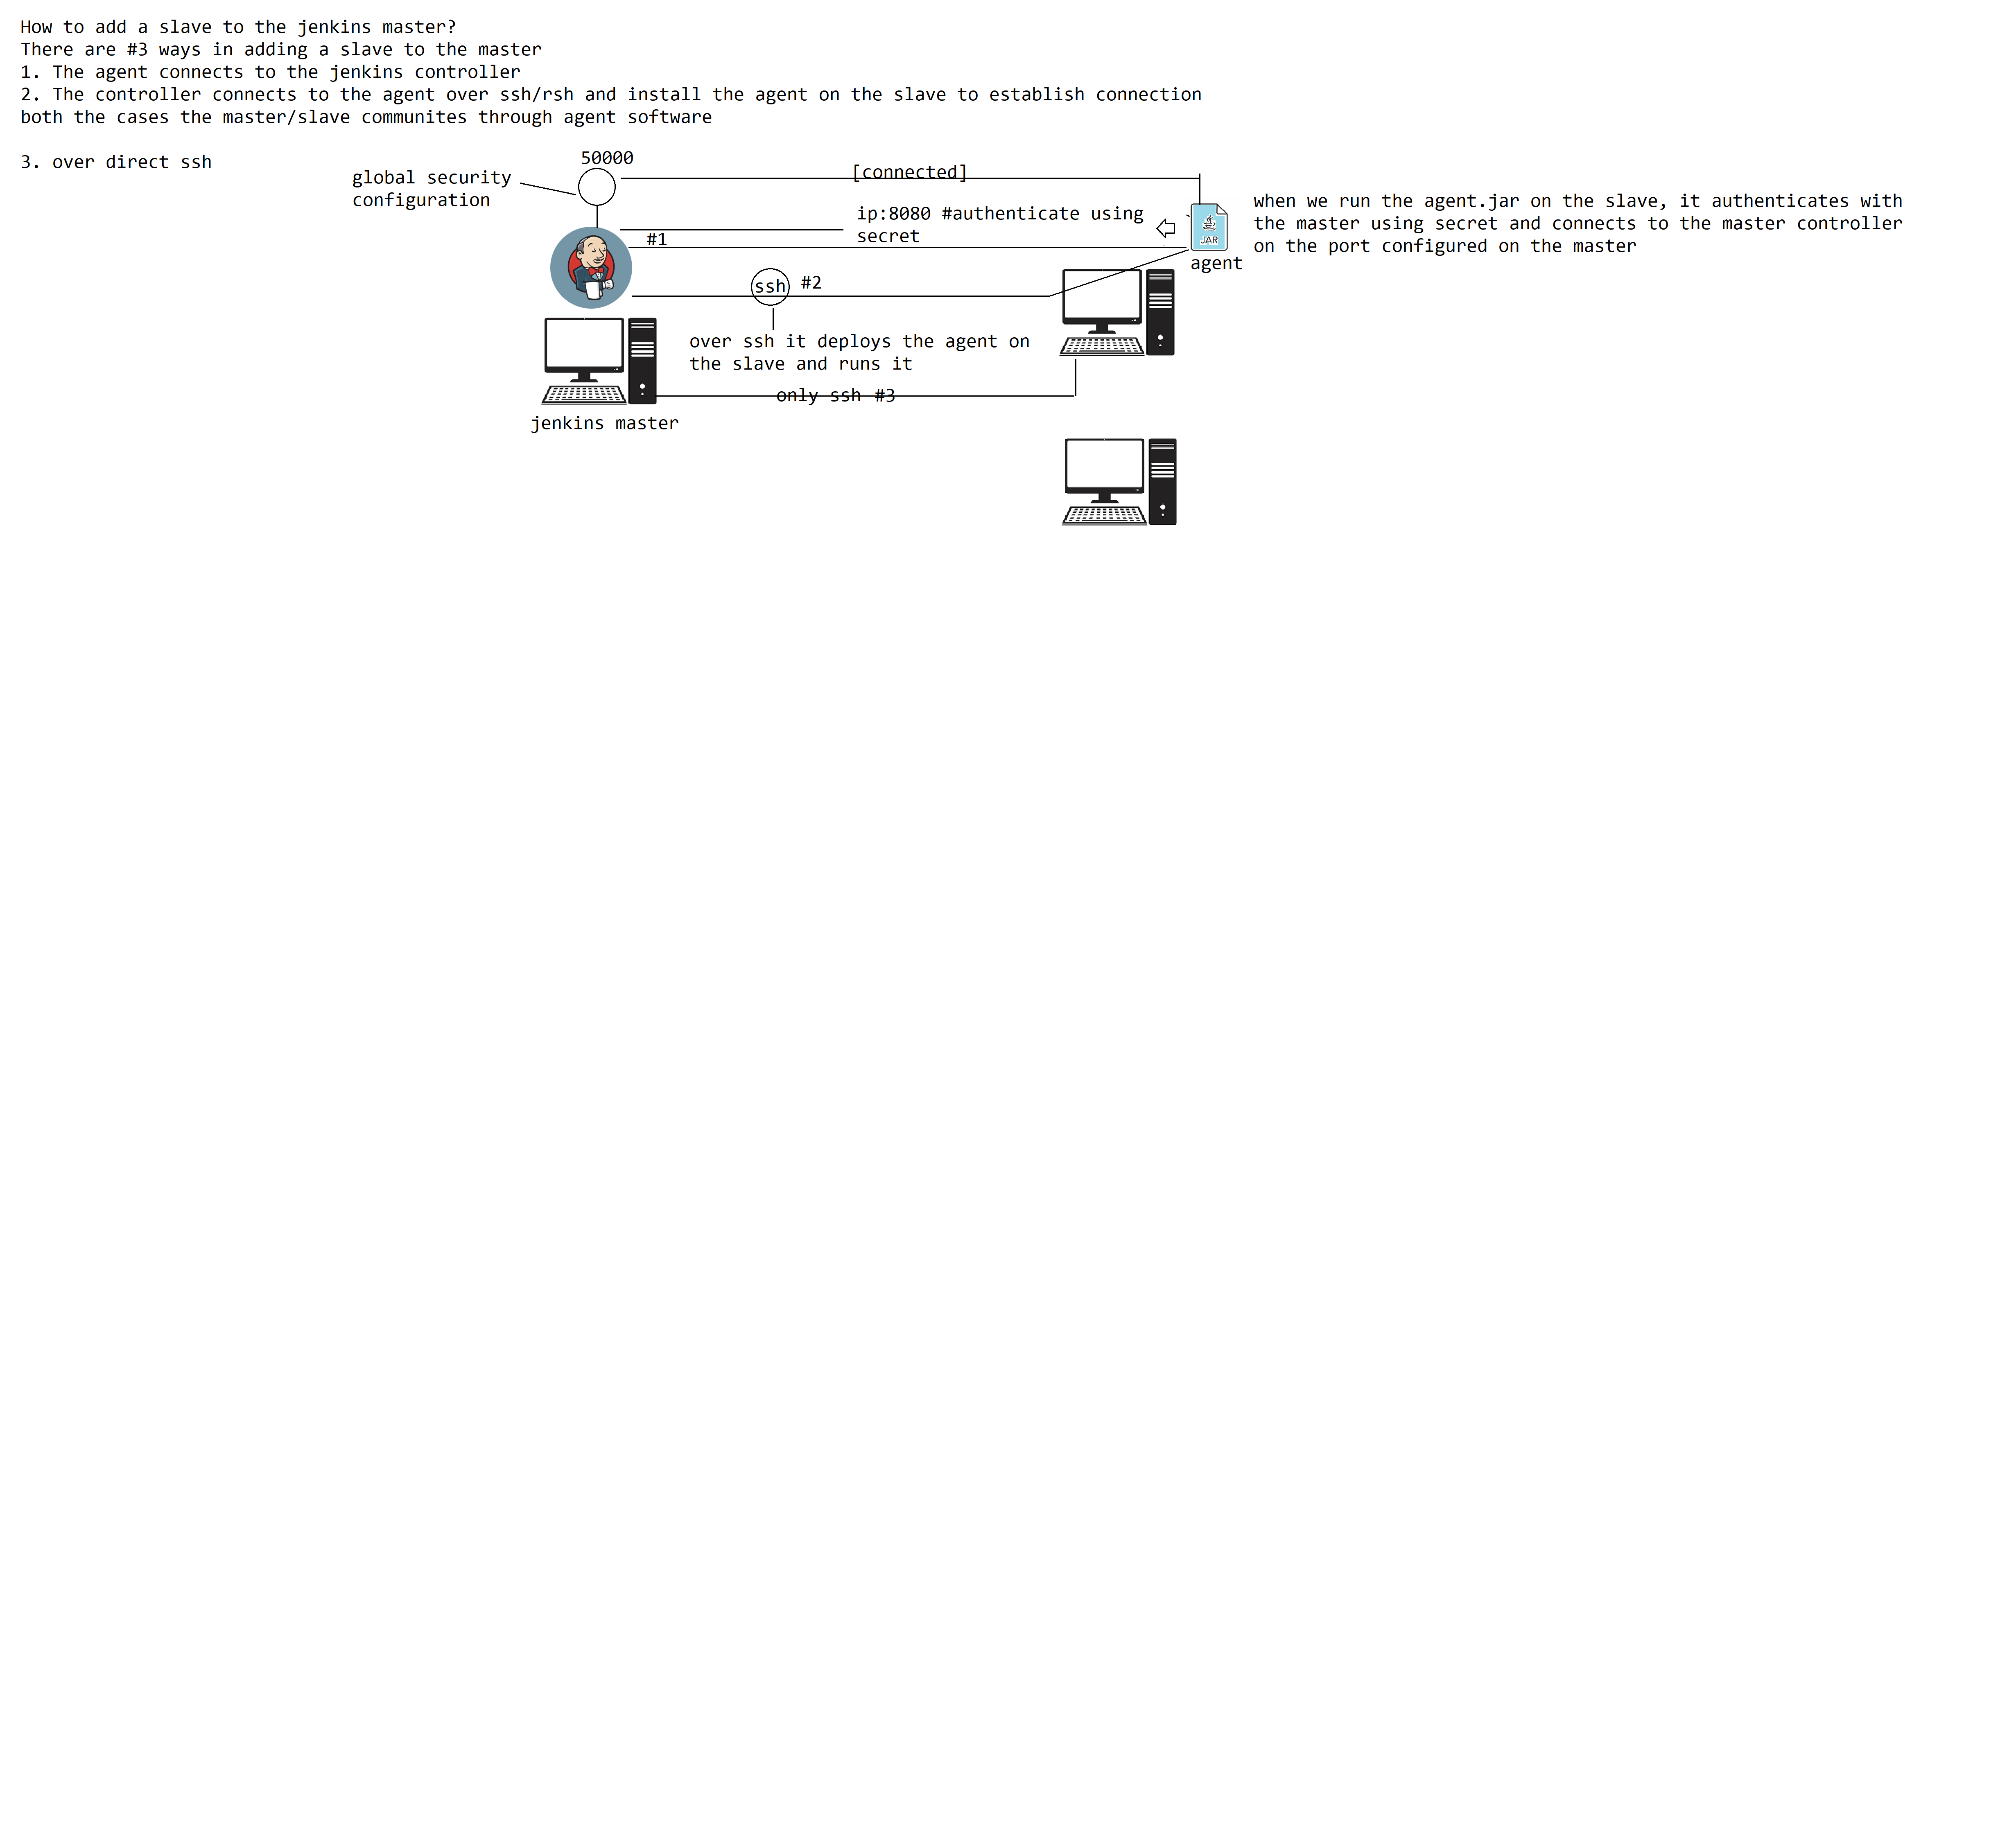 How to add a slave to the jenkins master?
There are #3 ways in adding a slave to the master
1. The agent connects to the jenkins controller
2. The controller connects to the agent over ssh/rsh and install the agent on the slave to establish connection
both the cases the master/slave communites through agent software
3. over direct ssh
50000
global security
configuration
[connected]
ip:8080 #authenticate using
secret
#1
JAR
agent
when we run the agent.jar on the slave, it authenticates with
the master using secret and connects to the master controller
on the port configured on the master
ssh
#2
over ssh it deploys the agent on
the slave and runs it
only ssh #3
jenkins master